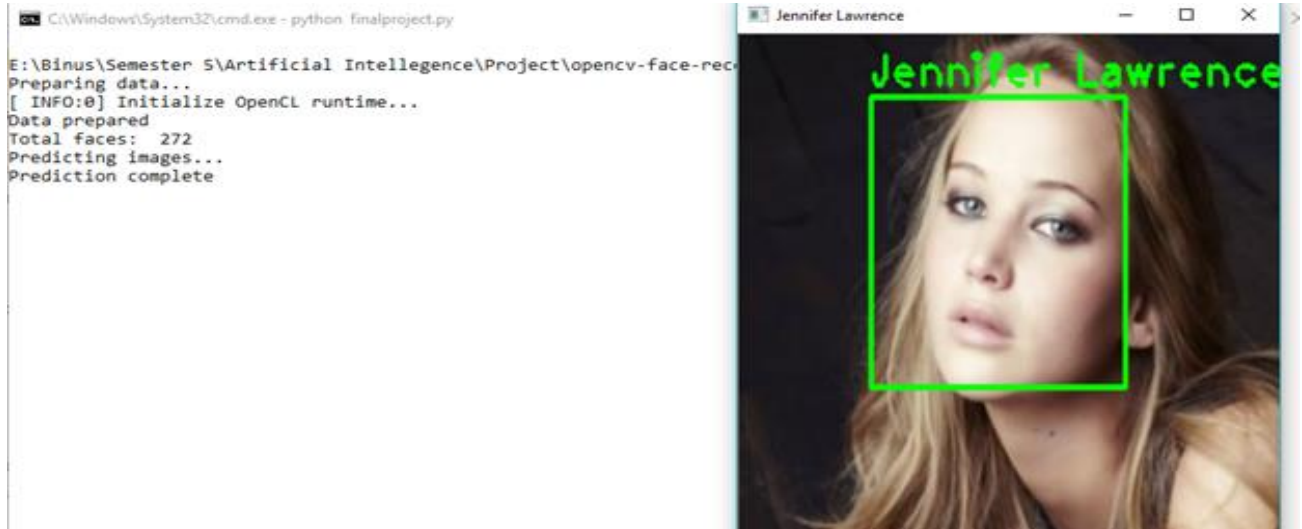 C:\Windows\System32\cmd.exe - python finalproject.py
E:\Binus\Semester 5\Artificial Intellegence\Project\opencv-face-rec
Preparing data...
[ INFO:0] Initialize OpenCL runtime...
Data prepared
Total faces: 272
Predicting images...
Prediction complete
Jennifer Lawrence
Jennifer Lawrence